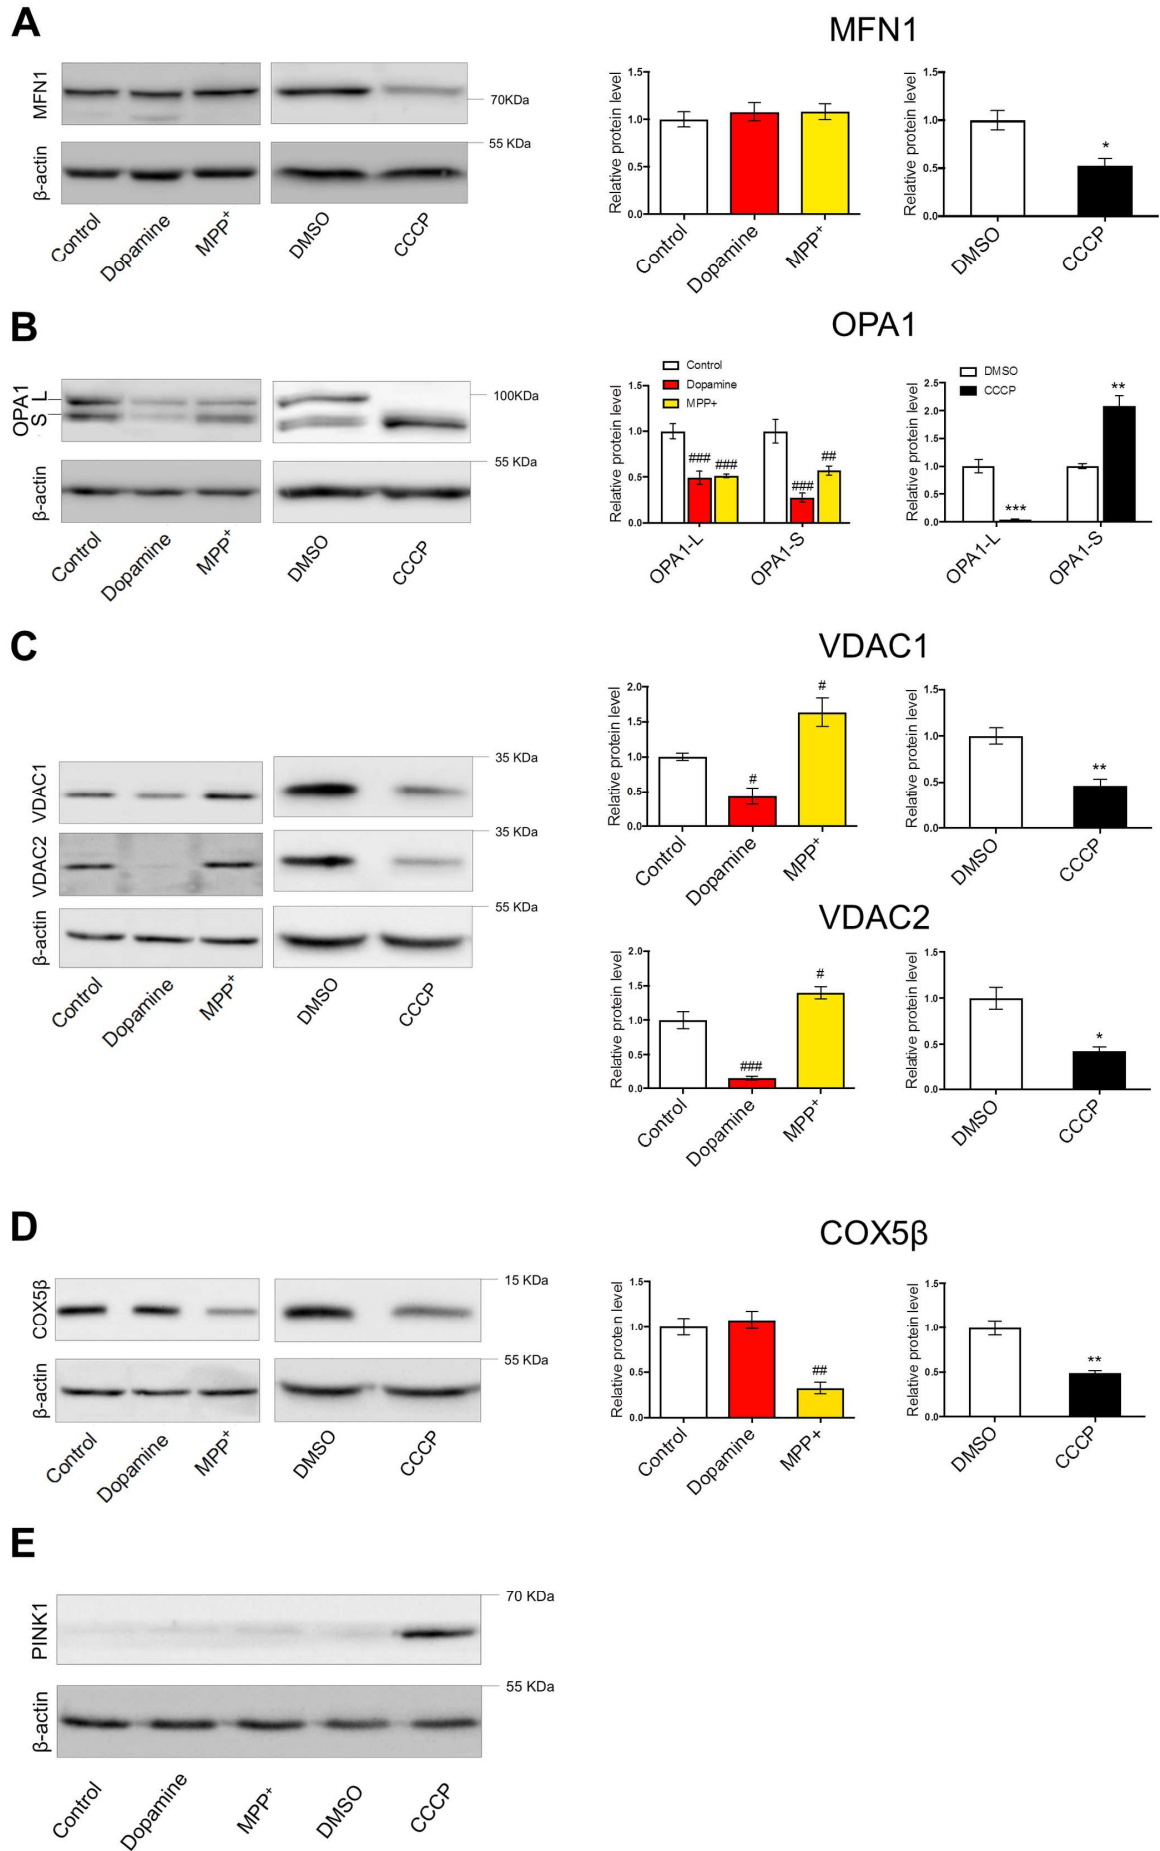 A
MFN1
MFN1
70KDa
β-actin
55 KDa
Control
Dopamine
MPP⁺
DMSO
CCCP
Relative protein level
1.5
1.0
0.5
0.0
Control
Dopamine
MPP⁺
Relative protein level
1.5
1.0
0.5
0.0
*
DMSO
CCCP
B
OPA1
OPA1
L
S
100KDa
β-actin
55 KDa
Control
Dopamine
MPP⁺
DMSO
CCCP
Control
Dopamine
MPP+
Relative protein level
1.5
1.0
0.5
0.0
###
###
###
##
OPA1-L
OPA1-S
DMSO
CCCP
Relative protein level
2.5
2.0
1.5
1.0
0.5
0.0
***
**
OPA1-L
OPA1-S
C
VDAC1
VDAC1
35 KDa
VDAC2
35 KDa
β-actin
55 KDa
Control
Dopamine
MPP⁺
DMSO
CCCP
Relative protein level
2.0
1.5
1.0
0.5
0.0
#
#
Control
Dopamine
MPP⁺
Relative protein level
1.5
1.0
0.5
0.0
**
DMSO
CCCP
VDAC2
Relative protein level
2.0
1.5
1.0
0.5
0.0
###
#
Control
Dopamine
MPP⁺
Relative protein level
1.5
1.0
0.5
0.0
*
DMSO
CCCP
D
COX5β
COX5β
15 KDa
β-actin
55 KDa
Control
Dopamine
MPP⁺
DMSO
CCCP
Relative protein level
1.5
1.0
0.5
0.0
##
Control
Dopamine
MPP+
Relative protein level
1.5
1.0
0.5
0.0
**
DMSO
CCCP
E
PINK1
70 KDa
β-actin
55 KDa
Control
Dopamine
MPP⁺
DMSO
CCCP